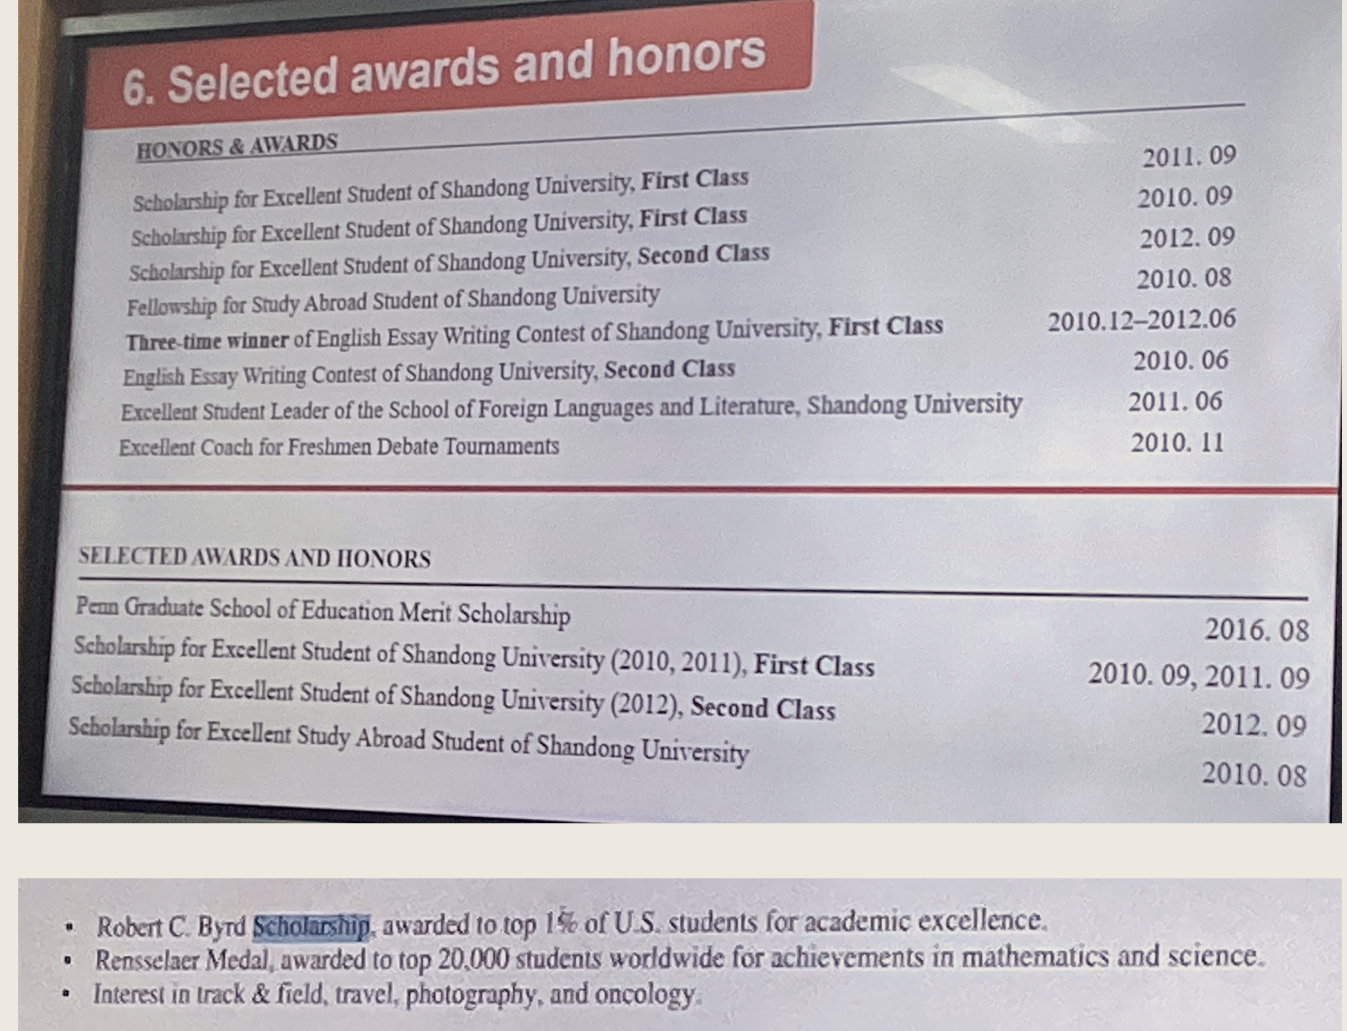 6. Selected awards and honors
HONORS & AWARDS
Scholarship for Excellent Student of Shandong University, First Class 2011. 09
Scholarship for Excellent Student of Shandong University, First Class 2010. 09
Scholarship for Excellent Student of Shandong University, Second Class 2012. 09
Fellowship for Study Abroad Student of Shandong University 2010. 08
Three-time winner of English Essay Writing Contest of Shandong University, First Class 2010.12–2012.06
English Essay Writing Contest of Shandong University, Second Class 2010. 06
Excellent Student Leader of the School of Foreign Languages and Literature, Shandong University 2011. 06
Excellent Coach for Freshmen Debate Tournaments 2010. 11
SELECTED AWARDS AND HONORS
Penn Graduate School of Education Merit Scholarship 2016. 08
Scholarship for Excellent Student of Shandong University (2010, 2011), First Class 2010. 09, 2011. 09
Scholarship for Excellent Student of Shandong University (2012), Second Class 2012. 09
Scholarship for Excellent Study Abroad Student of Shandong University 2010. 08
• Robert C. Byrd Scholarship, awarded to top 1% of U.S. students for academic excellence.
• Rensselaer Medal, awarded to top 20,000 students worldwide for achievements in mathematics and science.
• Interest in track & field, travel, photography, and oncology.